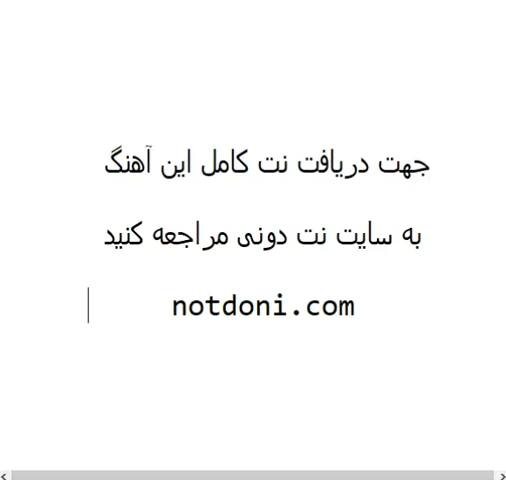 جهت دریافت نت کامل این آهنگ
به سایت نت دونی مراجعه کنید
notdoni.com